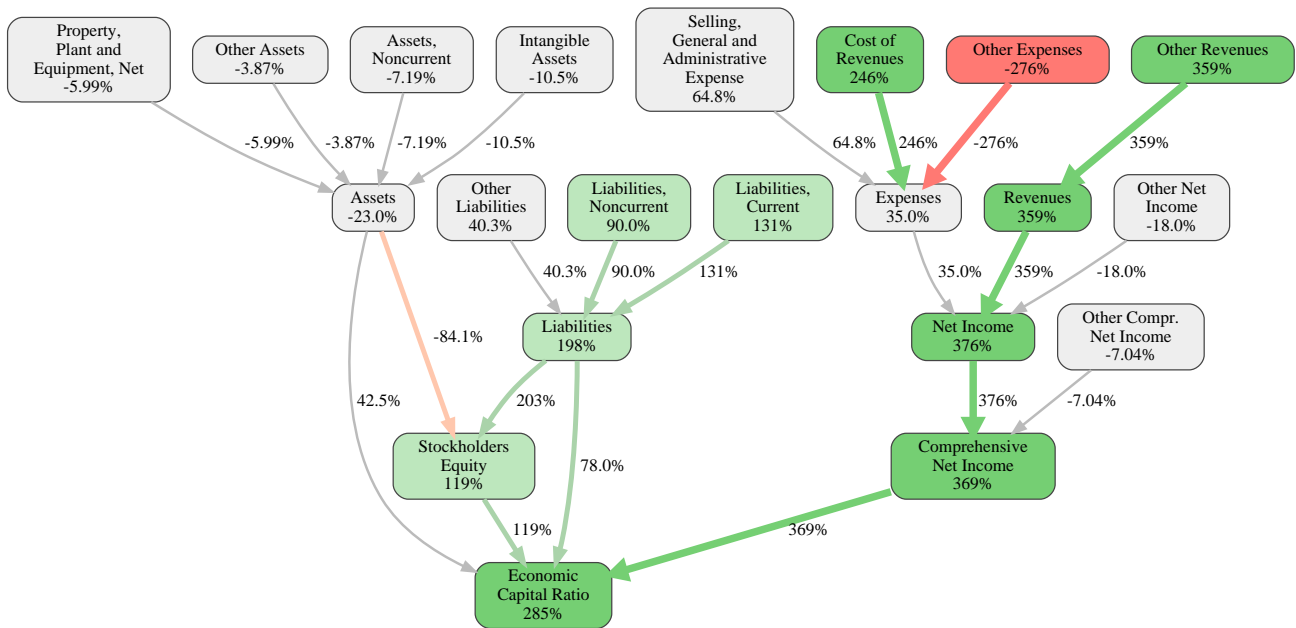 Property,
Plant and
Equipment, Net
-5.99%
Other Assets
-3.87%
Assets,
Noncurrent
-7.19%
Intangible
Assets
-10.5%
Selling,
General and
Administrative
Expense
64.8%
Cost of
Revenues
246%
Other Expenses
-276%
Other Revenues
359%
-5.99%
-3.87%
-7.19%
-10.5%
64.8%
246%
-276%
359%
Assets
-23.0%
Other
Liabilities
40.3%
Liabilities,
Noncurrent
90.0%
Liabilities,
Current
131%
Expenses
35.0%
Revenues
359%
Other Net
Income
-18.0%
40.3%
90.0%
131%
35.0%
359%
-18.0%
Liabilities
198%
Net Income
376%
Other Compr.
Net Income
-7.04%
-84.1%
42.5%
203%
376%
-7.04%
Stockholders
Equity
119%
78.0%
Comprehensive
Net Income
369%
119%
369%
Economic
Capital Ratio
285%